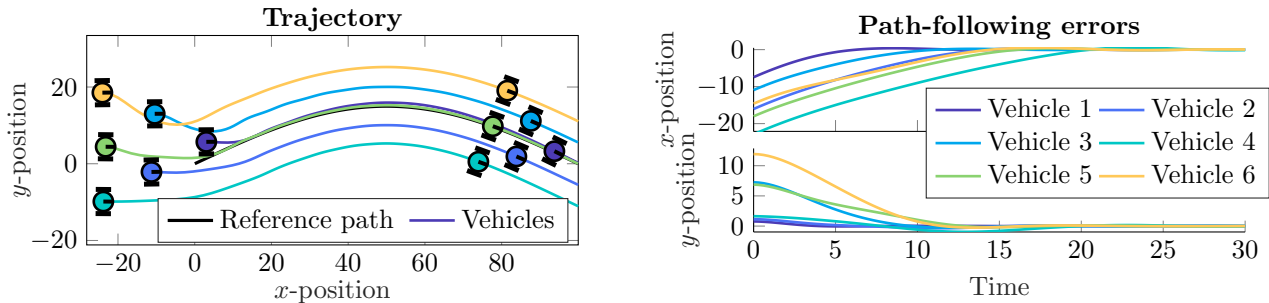 Trajectory
y-position
20
0
−20
Reference path
Vehicles
−20
0
20
40
60
80
x-position
Path-following errors
x-position
0
−10
−20
y-position
10
5
0
Vehicle 1
Vehicle 2
Vehicle 3
Vehicle 4
Vehicle 5
Vehicle 6
0
5
10
15
20
25
30
Time